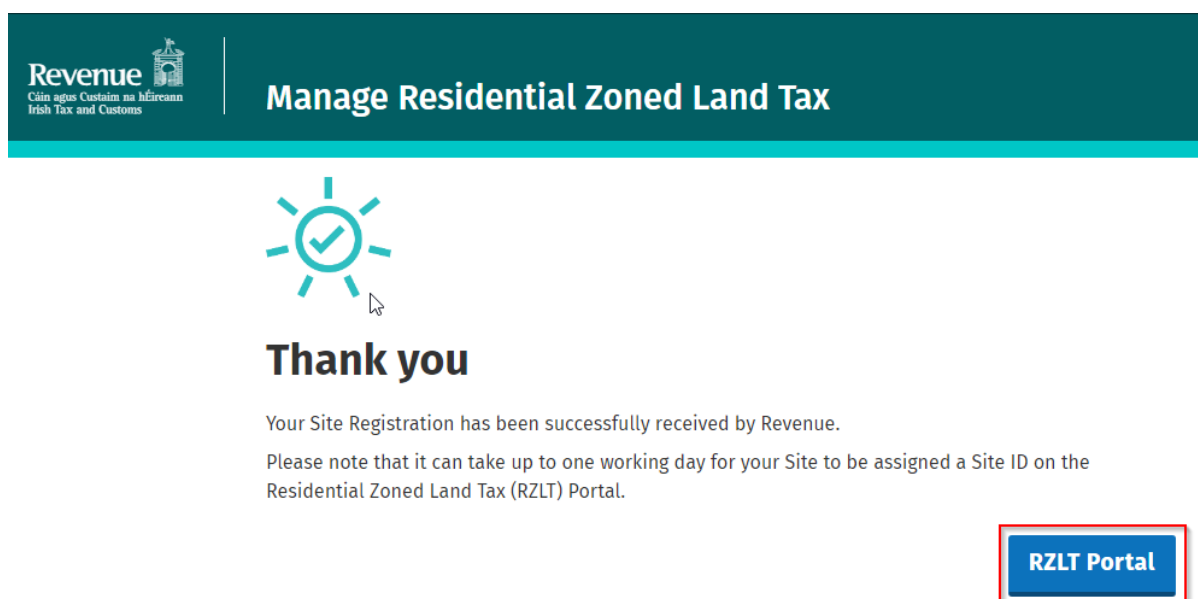 Revenue
Cáin agus Custaim na hÉireann
Irish Tax and Customs
Manage Residential Zoned Land Tax
Thank you
Your Site Registration has been successfully received by Revenue.
Please note that it can take up to one working day for your Site to be assigned a Site ID on the
Residential Zoned Land Tax (RZLT) Portal.
RZLT Portal